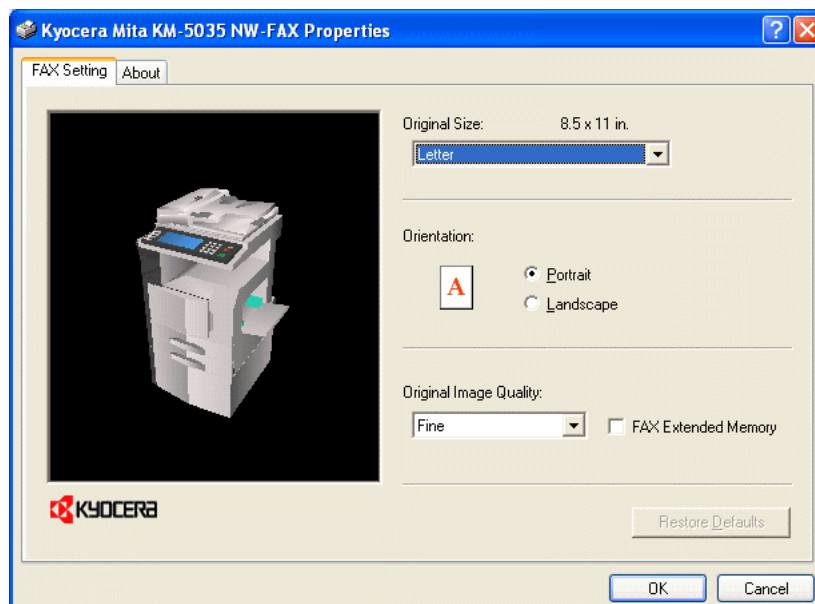 Kyocera Mita KM-5035 NW-FAX Properties
FAX Setting
About
Original Size:
8.5 x 11 in.
Letter
Orientation:
A
Portrait
Landscape
Original Image Quality:
Fine
FAX Extended Memory
KYOCERA
Restore Defaults
OK
Cancel